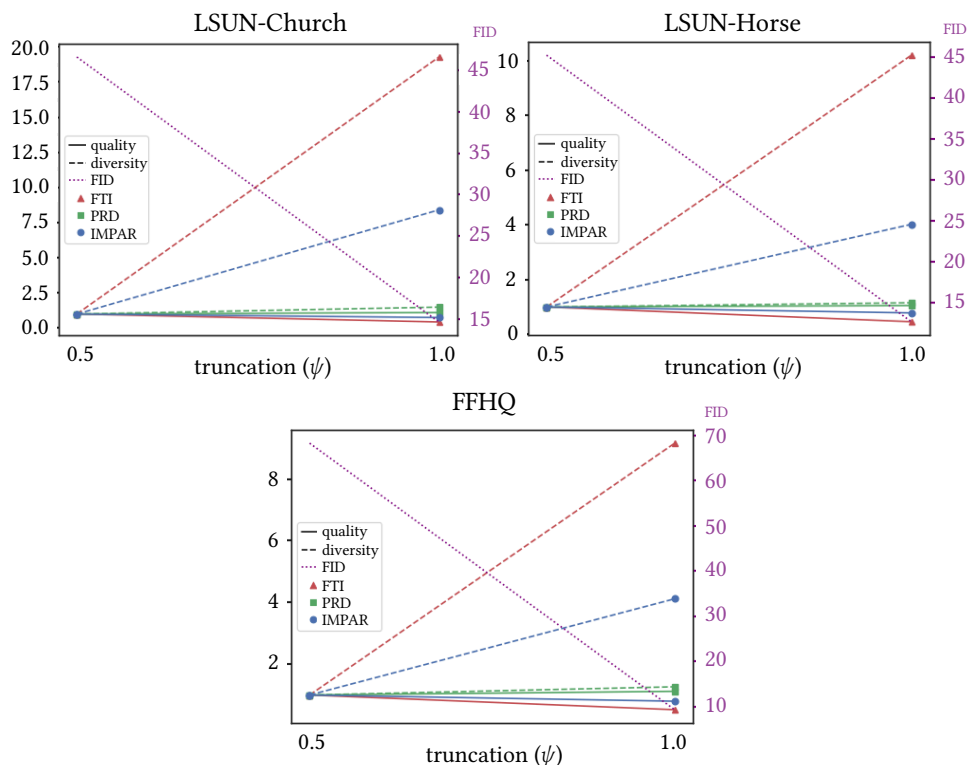 LSUN-Church
FID
20.0
17.5
15.0
12.5
10.0
7.5
5.0
2.5
0.0
45
40
35
30
25
20
15
quality
diversity
FID
FTI
PRD
IMPAR
0.5
1.0
truncation (ψ)
LSUN-Horse
FID
10
8
6
4
2
0
45
40
35
30
25
20
15
quality
diversity
FID
FTI
PRD
IMPAR
0.5
1.0
truncation (ψ)
FFHQ
FID
8
6
4
2
70
60
50
40
30
20
10
quality
diversity
FID
FTI
PRD
IMPAR
0.5
1.0
truncation (ψ)